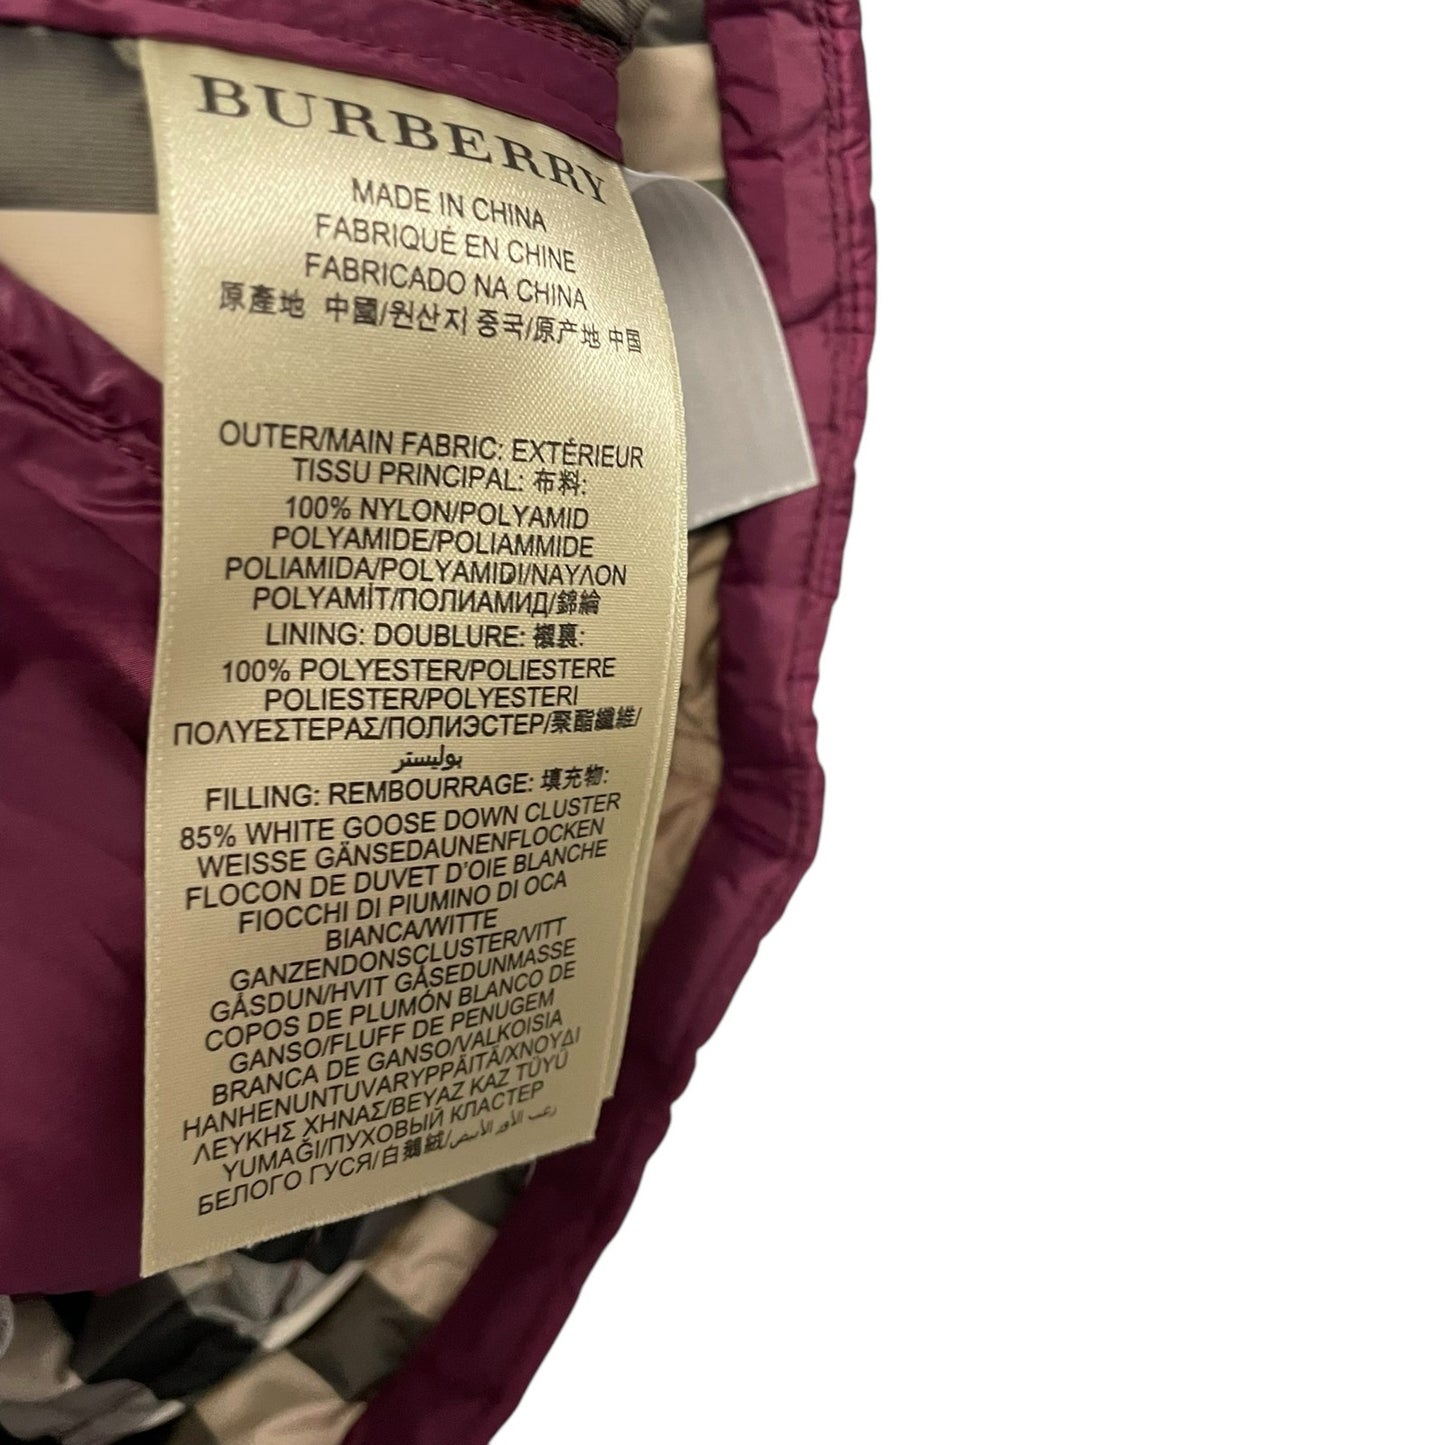 BURBERRY
MADE IN CHINA
FABRIQUÉ EN CHINE
FABRICADO NA CHINA
原產地 中國/원산지 중국/原产地 中国
OUTER/MAIN FABRIC: EXTÉRIEUR
TISSU PRINCIPAL: 布料:
100% NYLON/POLYAMID
POLYAMIDE/POLIAMMIDE
POLIAMIDA/POLYAMIDI/ΝΑΥΛΟΝ
POLYAMİT/ПОЛИАМИД/錦綸
LINING: DOUBLURE: 襯裏:
100% POLYESTER/POLIESTERE
POLIESTER/POLYESTERI
ΠΟΛΥΕΣΤΕΡΑΣ/ПОЛИЭСТЕР/聚酯纖維/
بوليستر
FILLING: REMBOURRAGE: 填充物:
85% WHITE GOOSE DOWN CLUSTER
WEISSE GÄNSEDAUNENFLOCKEN
FLOCON DE DUVET D'OIE BLANCHE
FIOCCHI DI PIUMINO DI OCA
BIANCA/WITTE
GANZENDONSCLUSTER/VITT
GÅSDUN/HVIT GÅSEDUNMASSE
COPOS DE PLUMÓN BLANCO DE
GANSO/FLUFF DE PENUGEM
BRANCA DE GANSO/VALKOISIA
HANHENUNTUVARYPPÄITÄ/ΧΝΟΥΔΙ
ΛΕΥΚΗΣ ΧΗΝΑΣ/BEYAZ KAZ TÜYÜ
YUMAĞI/ПУХОВЫЙ КЛАСТЕР
БЕЛОГО ГУСЯ/白鵝絨/زغب الأوز الأبيض